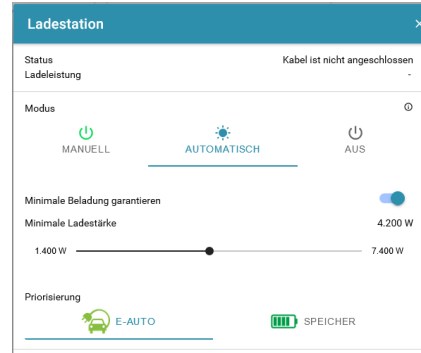 Ladestation
Status Kabel ist nicht angeschlossen
Ladeleistung -
Modus
MANUELL AUTOMATISCH AUS
Minimale Beladung garantieren
Minimale Ladestärke 4.200 W
1.400 W 7.400 W
Priorisierung
E-AUTO SPEICHER